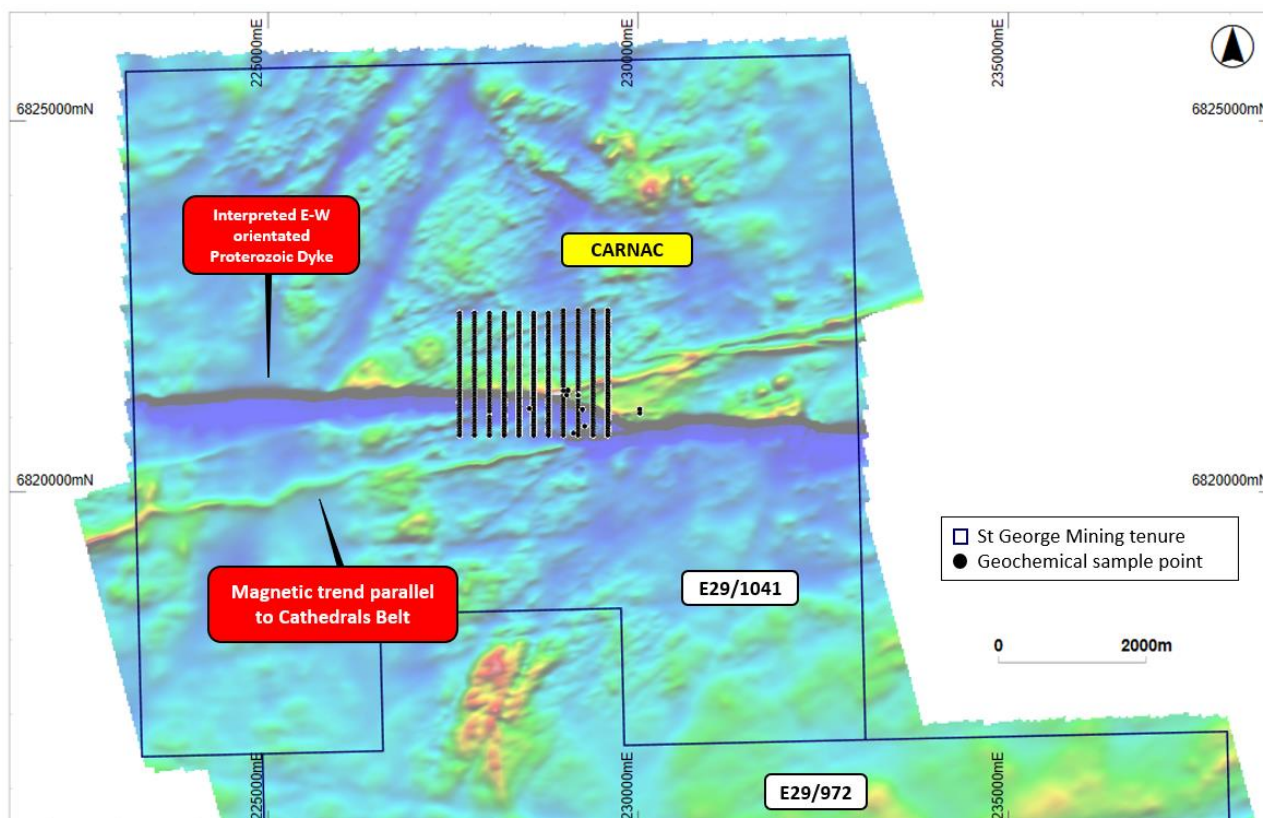 225000mE
230000mE
235000mE
6825000mN
6825000mN
Interpreted E-W
orientated
Proterozoic Dyke
CARNAC
6820000mN
6820000mN
St George Mining tenure
Geochemical sample point
Magnetic trend parallel
to Cathedrals Belt
E29/1041
0
2000m
225000mE
230000mE
235000mE
E29/972